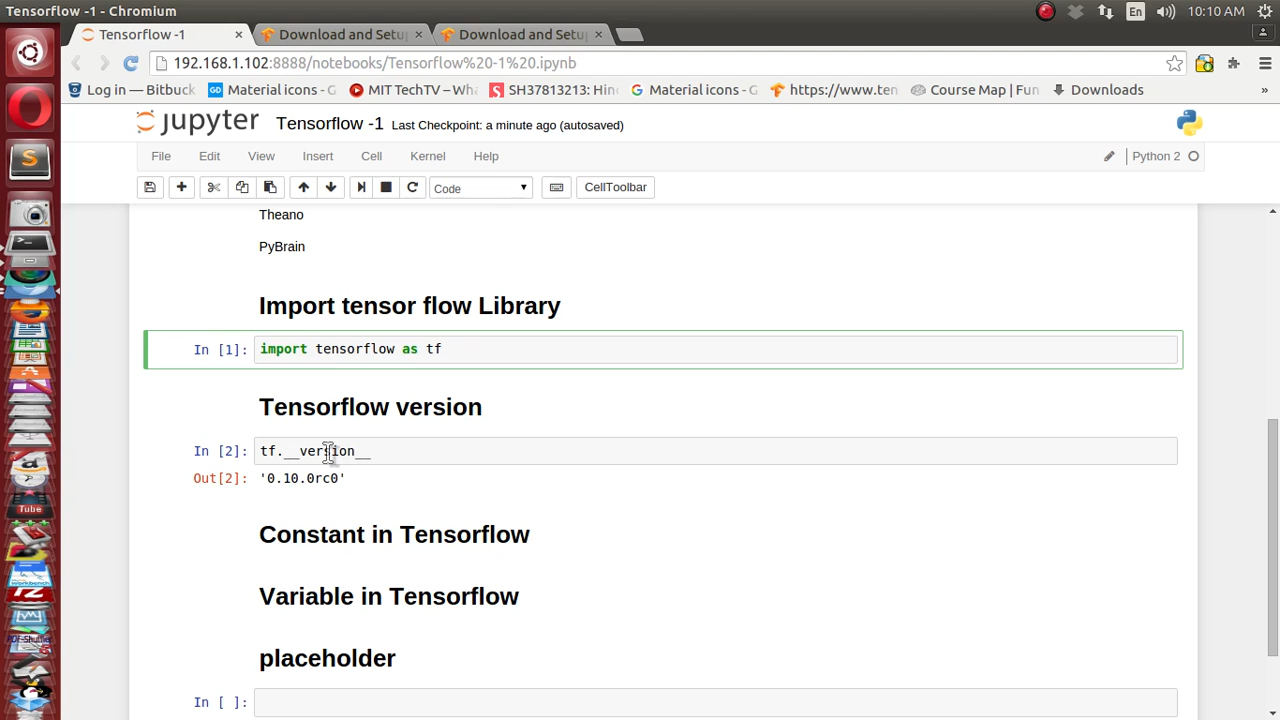 Tensorflow -1 - Chromium
En
10:10 AM
Tensorflow -1 ×
Download and Setu ×
Download and Setu ×
192.168.1.102:8888/notebooks/Tensorflow%20-1%20.ipynb
Log in — Bitbuck
Material icons - G
MIT TechTV – Wha
SH37813213: Hin
Material icons - G
https://www.ten
Course Map | Fun
Downloads
»
jupyter
Tensorflow -1 Last Checkpoint: a minute ago (autosaved)
File Edit View Insert Cell Kernel Help
Python 2
Code
CellToolbar
Theano
PyBrain
Import tensor flow Library
In [1]: import tensorflow as tf
Tensorflow version
In [2]: tf.__version__
Out[2]: '0.10.0rc0'
Constant in Tensorflow
Variable in Tensorflow
placeholder
In [ ]:
Tube